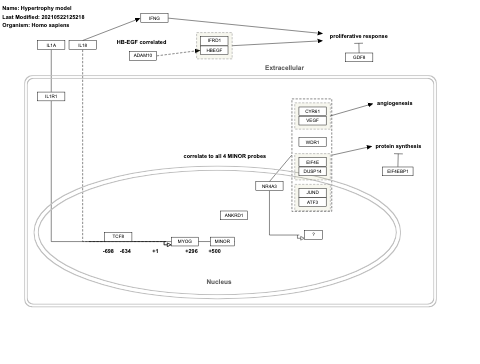 Name: Hypertrophy model
Last Modified: 20210522125218
Organism: Homo sapiens
IFNG
IL1A
IL18
HB-EGF correlated
IFRD1
HBEGF
ADAM10
proliferative response
GDF8
Extracellular
IL1R1
CYR61
VEGF
angiogenesis
WDR1
protein synthesis
correlate to all 4 MINOR probes
EIF4E
DUSP14
EIF4EBP1
NR4A3
JUND
ATF3
ANKRD1
TCF8
MYOG
MINOR
?
-698 -634 +1 +296 +500
Nucleus